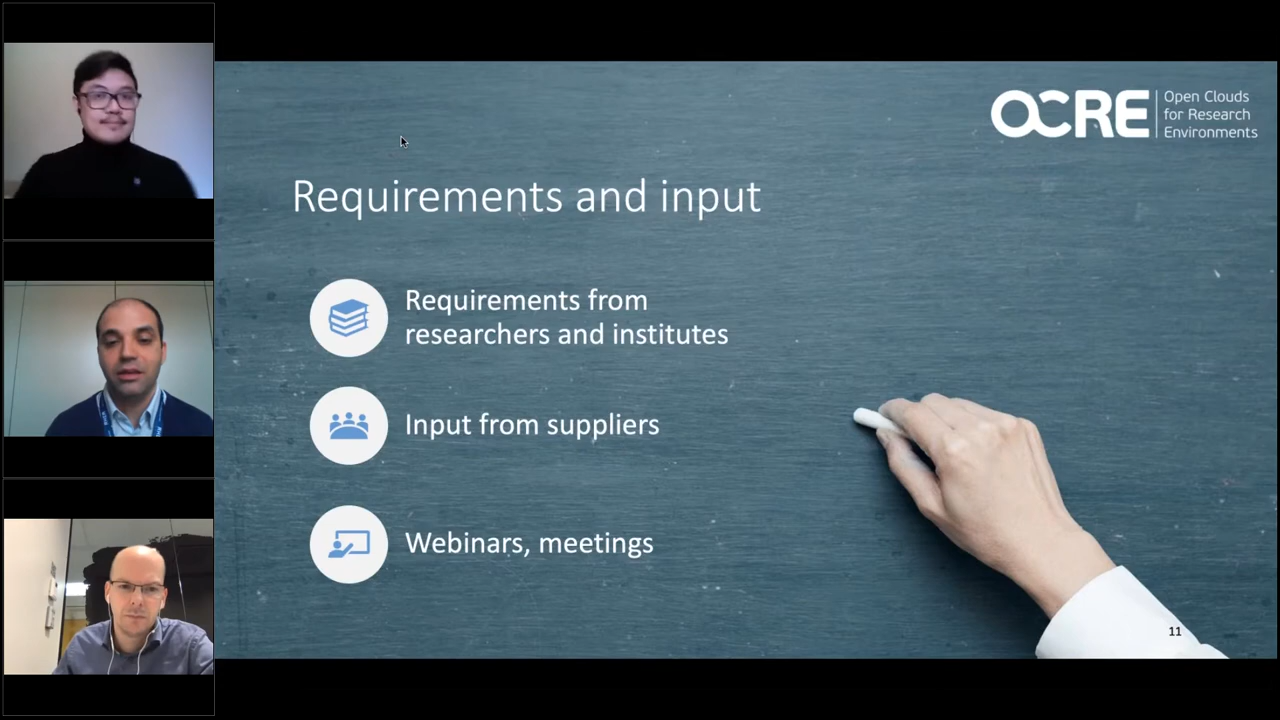 OCRE
Open Clouds
for Research
Environments
Requirements and input
Requirements from
researchers and institutes
Input from suppliers
Webinars, meetings
11